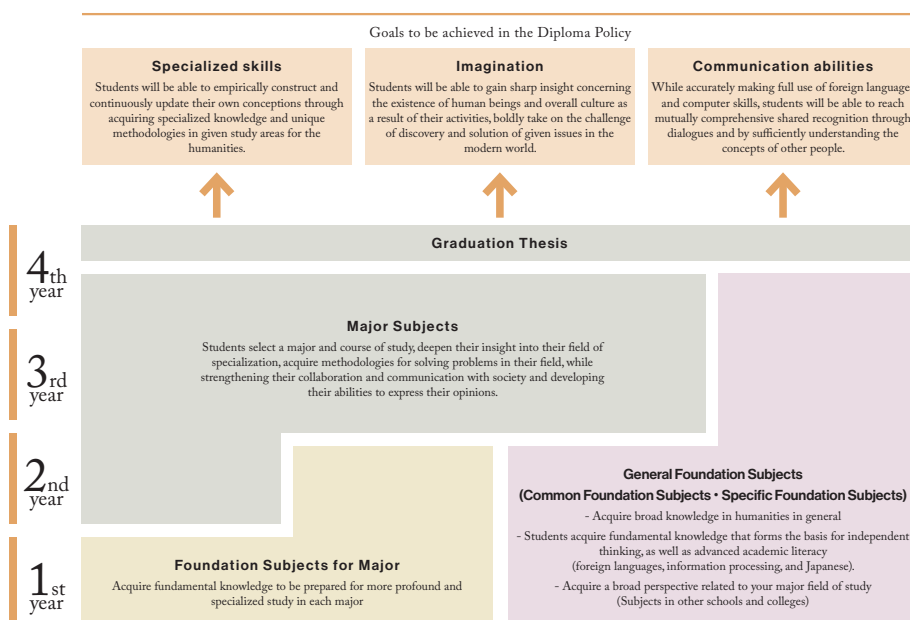 Goals to be achieved in the Diploma Policy
Specialized skills
Students will be able to empirically construct and
continuously update their own conceptions through
acquiring specialized knowledge and unique
methodologies in given study areas for the
humanities.
Imagination
Students will be able to gain sharp insight concerning
the existence of human beings and overall culture as
a result of their activities, boldly take on the challenge
of discovery and solution of given issues in the
modern world.
Communication abilities
While accurately making full use of foreign language
and computer skills, students will be able to reach
mutually comprehensive shared recognition through
dialogues and by sufficiently understanding the
concepts of other people.
Graduation Thesis
4th
year
Major Subjects
Students select a major and course of study, deepen their insight into their field of
specialization, acquire methodologies for solving problems in their field, while
strengthening their collaboration and communication with society and developing
their abilities to express their opinions.
3rd
year
2nd
year
General Foundation Subjects
(Common Foundation Subjects・Specific Foundation Subjects)
- Acquire broad knowledge in humanities in general
- Students acquire fundamental knowledge that forms the basis for independent
thinking, as well as advanced academic literacy
(foreign languages, information processing, and Japanese).
- Acquire a broad perspective related to your major field of study
(Subjects in other schools and colleges)
Foundation Subjects for Major
Acquire fundamental knowledge to be prepared for more profound and
specialized study in each major
1st
year